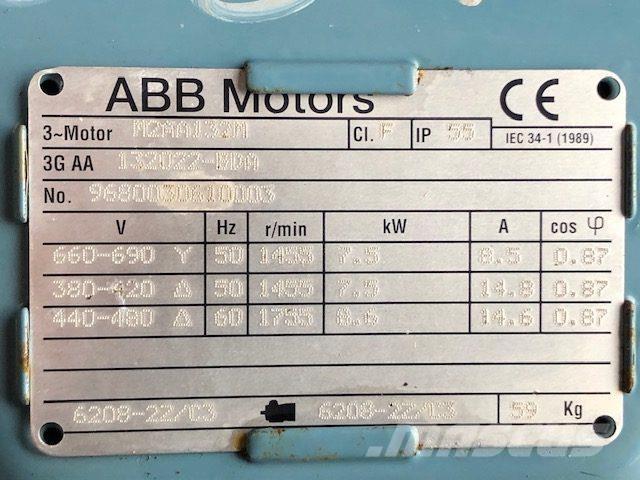 ABB Motors CE
3~Motor M2AA132M Cl. F IP 55 IEC 34-1 (1989)
3G AA 132022-BDA
No. 9680030810003
V Hz r/min kW A cos φ
660-690 Y 50 1455 7.5 8.5 0.87
380-420 Δ 50 1455 7.5 14.8 0.87
440-480 Δ 60 1755 8.6 14.6 0.87
6208-2Z/C3 6208-2Z/C3 59 Kg